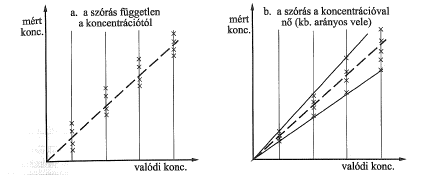 mért
konc.
a. a szórás független
a koncentrációtól
valódi konc.
mért
konc.
b. a szórás a koncentrációval
nő (kb. arányos vele)
valódi konc.